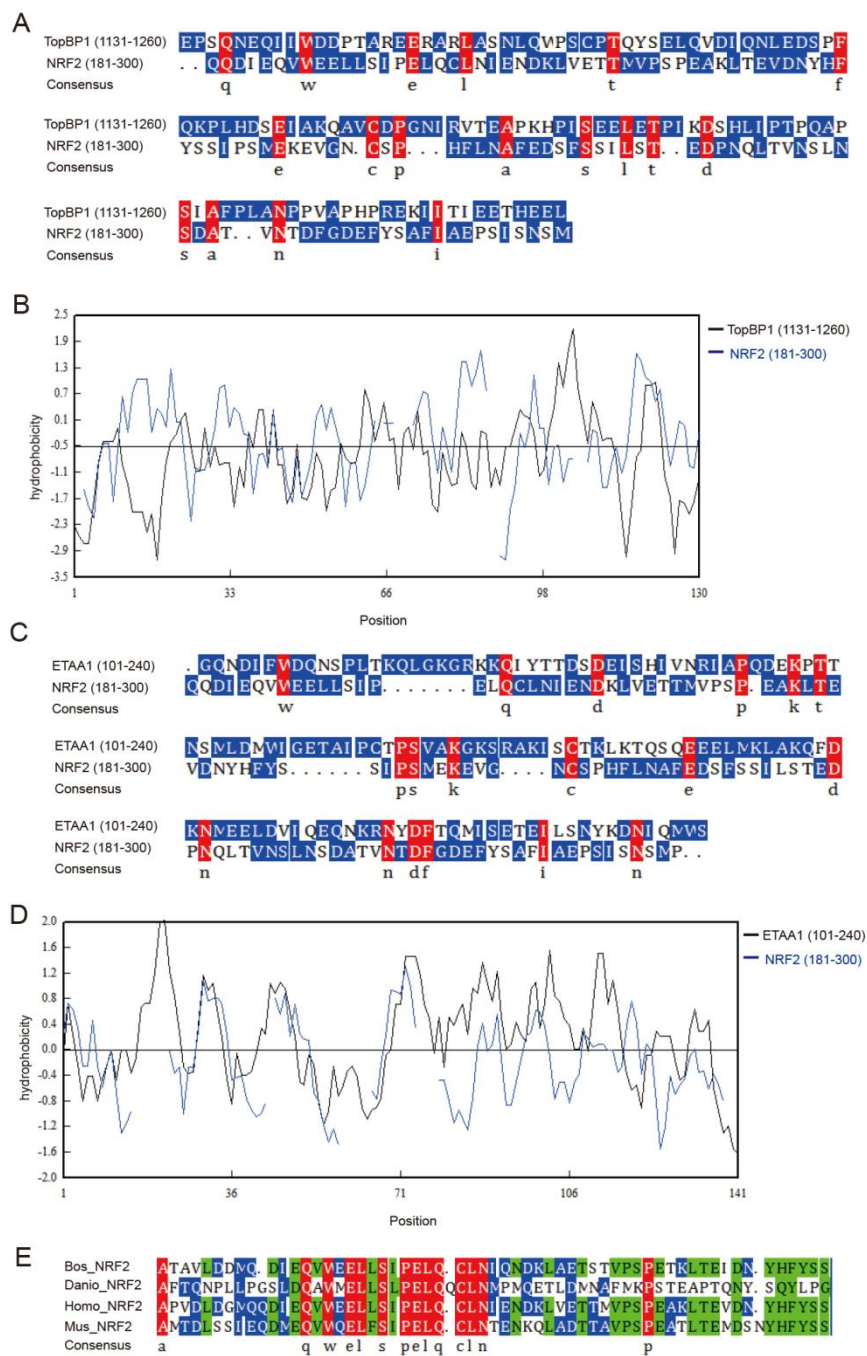 A
TopBP1 (1131-1260) EPSQNEQIIWDDPTAREERARLASNLQWPSCPTQYSELQVDIQNLEDSPF
NRF2 (181-300) ..QQDIEQVWEELLSIPELQCLNIENDKLVETTMVPSPEAKLTEVDNYHF
Consensus q w e l t f
TopBP1 (1131-1260) QKPLHDSEIAKQAVCDPGNIRVTEAPKHPISEELETPIKDSHLIPTPQAP
NRF2 (181-300) YSSIPSMEKEVGN.CSP...HFLNAFEDSFSSILST..EDPNQLTVNSLN
Consensus e c p a s l t d
TopBP1 (1131-1260) SIAFPLANPPVAPHPREKIITIEETHEEL
NRF2 (181-300) SDAT..VNTDFGDEFYSAFIAEPSISNSM
Consensus s a n i
B
hydrophobicity
2.5
1.9
1.3
0.7
0.1
-0.5
-1.1
-1.7
-2.3
-2.9
-3.5
1 33 66 98 130
Position
TopBP1 (1131-1260)
NRF2 (181-300)
C
ETAA1 (101-240) .GQNDIFWDQNSPLTKQLGKGRKKQIYTTDSDEISHIVNRIAPQDEKPTT
NRF2 (181-300) QQDIEQVWEELLSIP.......ELQCLNIENDKLVETTMVPSPEAKLTE
Consensus w q d p k t
ETAA1 (101-240) NSMLDMWIGETAIPCTPSVAKGKSRAKISCTKLKTQSQEEELMKLAKQFD
NRF2 (181-300) VDNYHFYS......SIPSMEKEVG....NCSPHFLNAFEDSFSSILSTED
Consensus ps k c e d
ETAA1 (101-240) KNMEELDVIQEQNKRNYDFTQMISETEILSNYKDNIQMWS
NRF2 (181-300) PNQLTVNSLNSDATVNTDFGDEFYSAFIAEPSISNSMP..
Consensus n n df i n
D
hydrophobicity
2.0
1.6
1.2
0.8
0.4
0.0
-0.4
-0.8
-1.2
-1.6
-2.0
1 36 71 106 141
Position
ETAA1 (101-240)
NRF2 (181-300)
E
Bos_NRF2 ATAVLDDMQ.DIEQVWEELLSIPELQ.CLNIQNDKLAETSTVPSPETKLTEIDN.YHFYSS
Danio_NRF2 AFTQNPLLPGSLDQAWMELLSLPELQQCLNMPMQETLDMNAFMKPSTEAPTQNY.SQYLPG
Homo_NRF2 APVDLDGMQQDIEQVWEELLSIPELQ.CLNIENDKLVETTMVPSPEAKLTEVDN.YHFYSS
Mus_NRF2 AMTDLSSIEQDMEQVWQELFSIPELQ.CLNTENKQLADTTAVPSPEATLTEMDSNYHFYSS
Consensus a q w el s pelq cln p